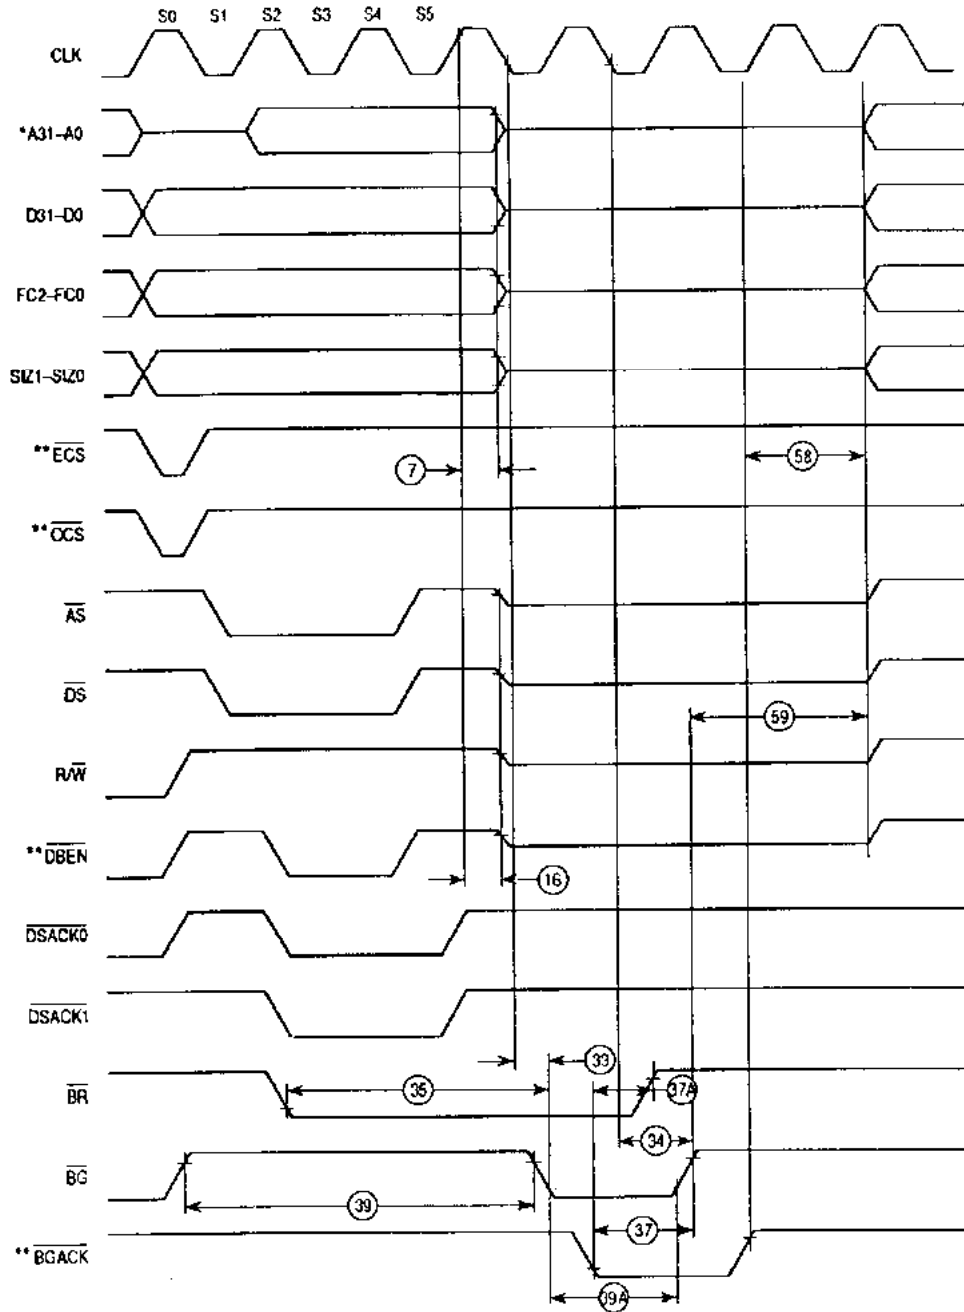 S0 S1 S2 S3 S4 S5
CLK
*A31–A0
D31–D0
FC2–FC0
SIZ1–SIZ0
**ECS
7
58
**OCS
AS
DS
59
R/W
**DBEN
16
DSACK0
DSACK1
33
BR
35
37A
34
BG
39
37
**BGACK
39A